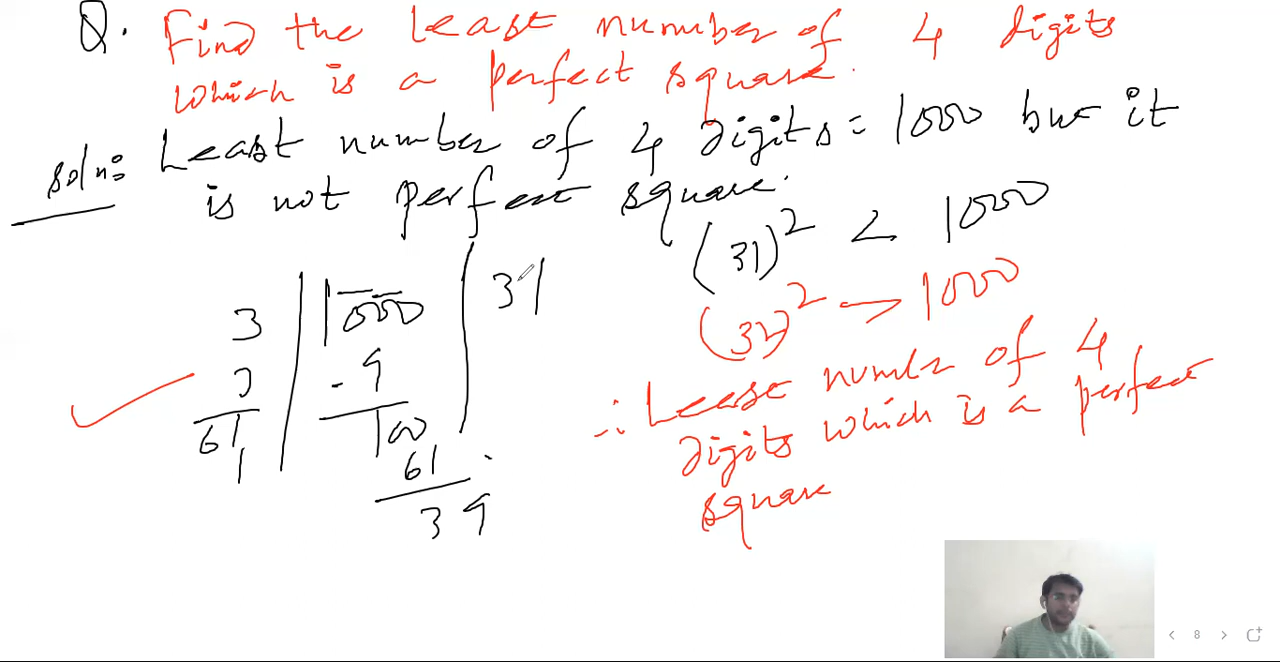 Q. Find the least number of 4 digits
which is a perfect square.
soln: Least number of 4 digits = 1000 but it
is not perfect square.
(31)² < 1000
(32)² → 1000
3 | 1000 | 31
3 - 9
61 100
1 61
39
∴ Least number of 4
digits which is a perfect
square
8